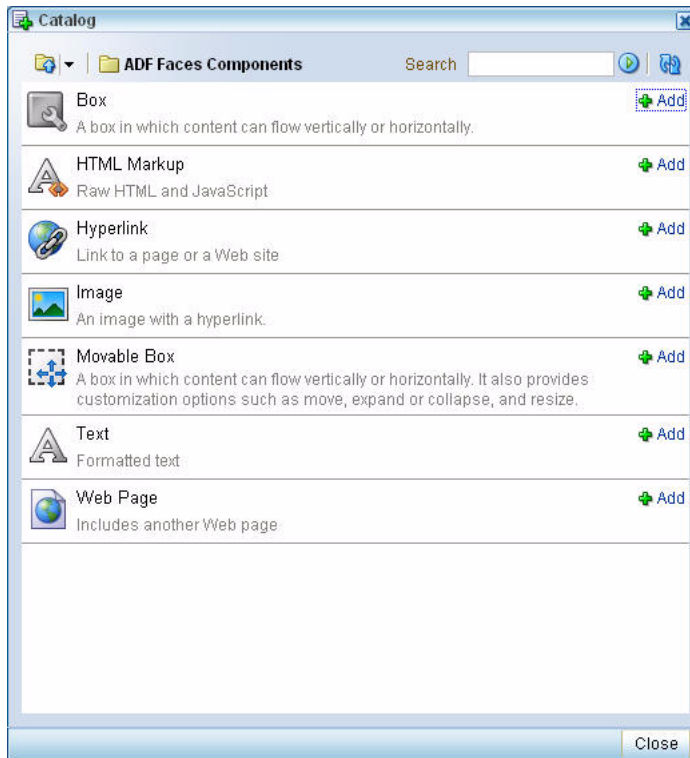 Catalog
ADF Faces Components Search
Box Add
A box in which content can flow vertically or horizontally.
HTML Markup Add
Raw HTML and JavaScript
Hyperlink Add
Link to a page or a Web site
Image Add
An image with a hyperlink.
Movable Box Add
A box in which content can flow vertically or horizontally. It also provides
customization options such as move, expand or collapse, and resize.
Text Add
Formatted text
Web Page Add
Includes another Web page
Close